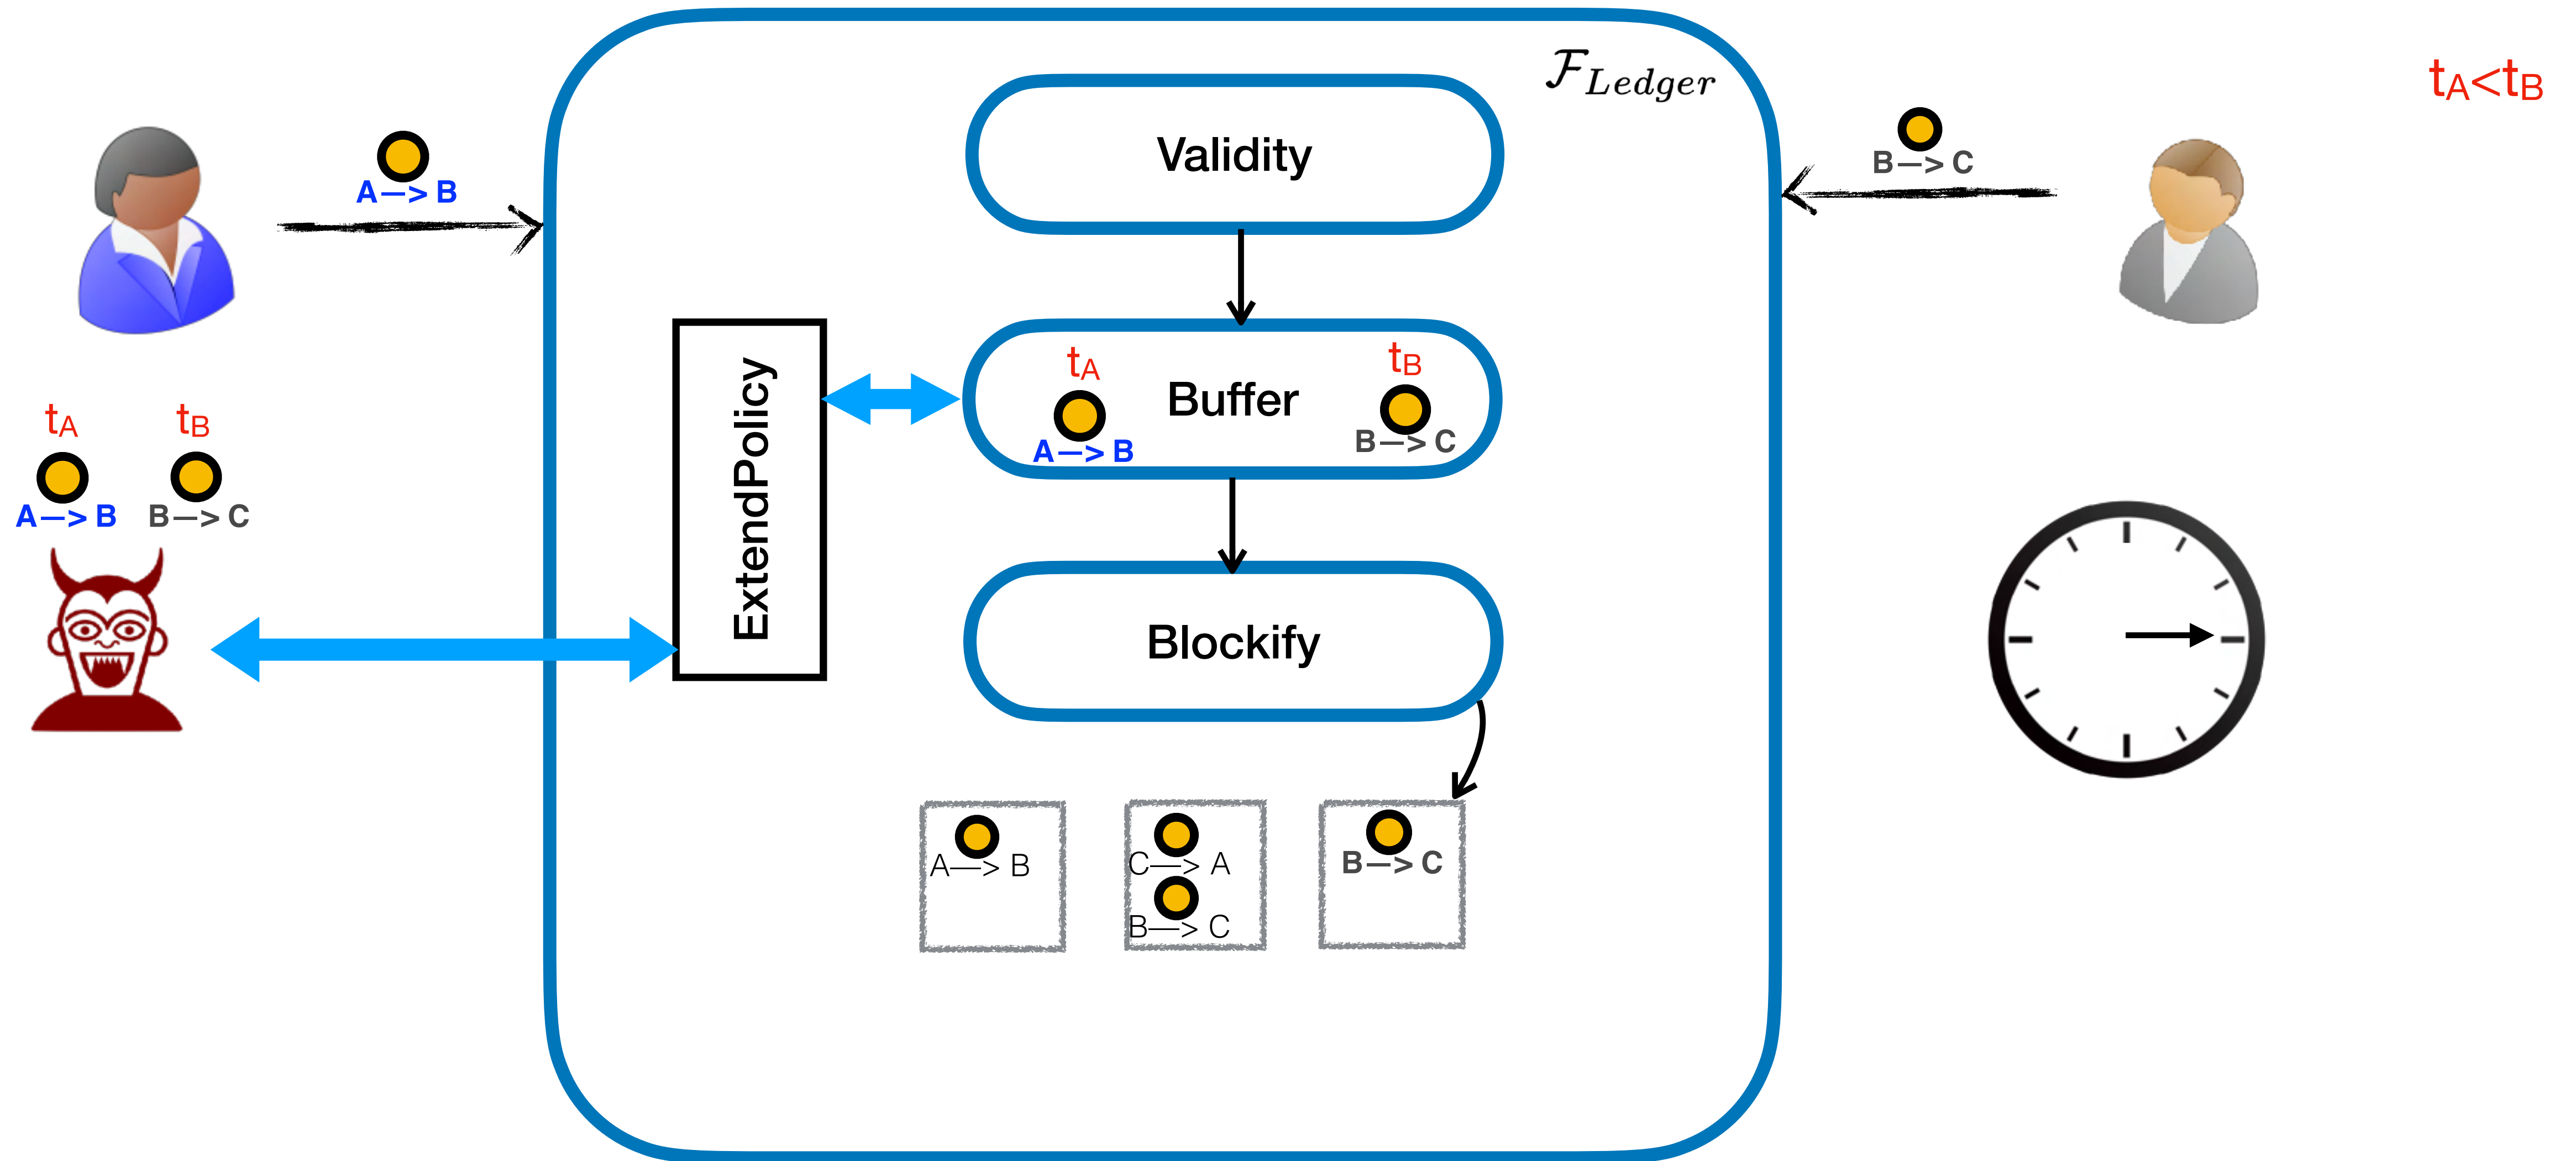 F_Ledger
t_A<t_B
Validity
A—> B
B—> C
ExtendPolicy
t_A
t_B
Buffer
A—> B
B—> C
t_A
t_B
A—> B
B—> C
Blockify
A—> B
C—> A
B—> C
B—> C